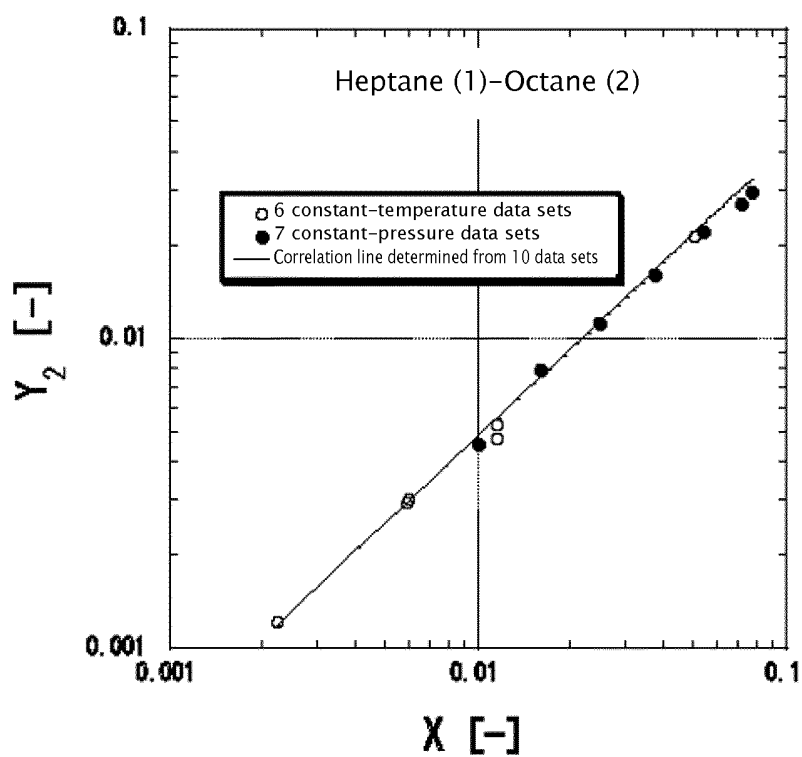 0.1
Heptane (1)–Octane (2)
6 constant–temperature data sets
7 constant–pressure data sets
Correlation line determined from 10 data sets
Y2 [-]
0.01
0.001
0.001 0.01 0.1
X [-]